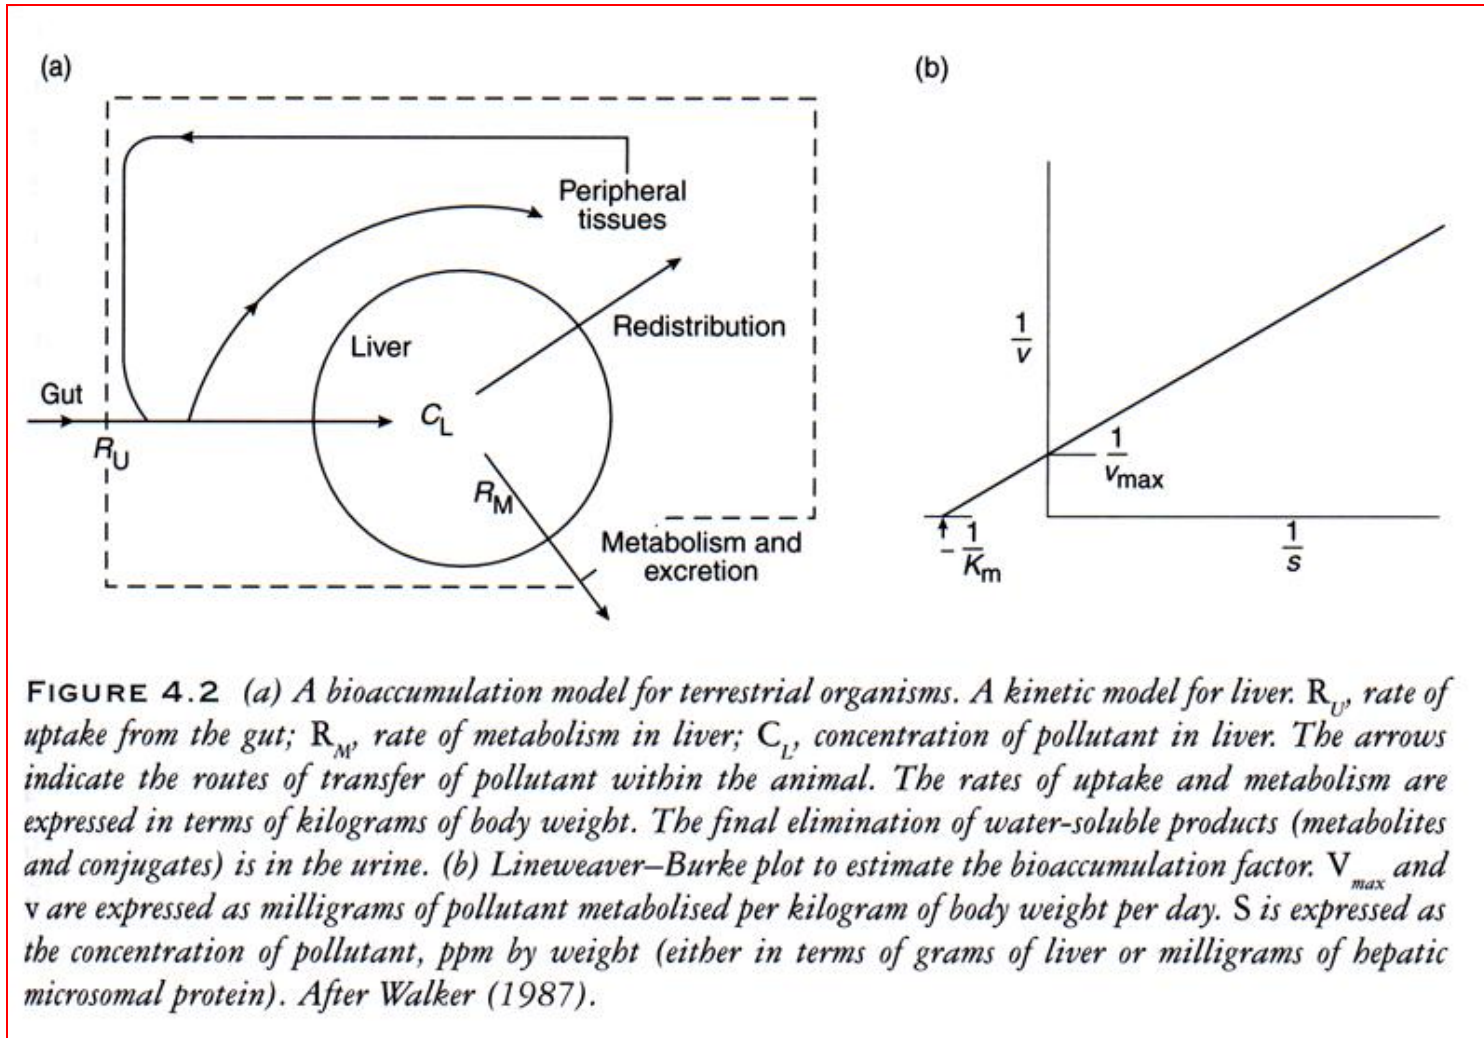 (a)
Peripheral
tissues
Redistribution
Liver
Gut
C_L
R_U
R_M
Metabolism and
excretion
(b)
1/v
1/v_max
-1/K_m
1/s
FIGURE 4.2 (a) A bioaccumulation model for terrestrial organisms. A kinetic model for liver. R_U, rate of
uptake from the gut; R_M, rate of metabolism in liver; C_L, concentration of pollutant in liver. The arrows
indicate the routes of transfer of pollutant within the animal. The rates of uptake and metabolism are
expressed in terms of kilograms of body weight. The final elimination of water-soluble products (metabolites
and conjugates) is in the urine. (b) Lineweaver–Burke plot to estimate the bioaccumulation factor. V_max and
v are expressed as milligrams of pollutant metabolised per kilogram of body weight per day. S is expressed as
the concentration of pollutant, ppm by weight (either in terms of grams of liver or milligrams of hepatic
microsomal protein). After Walker (1987).